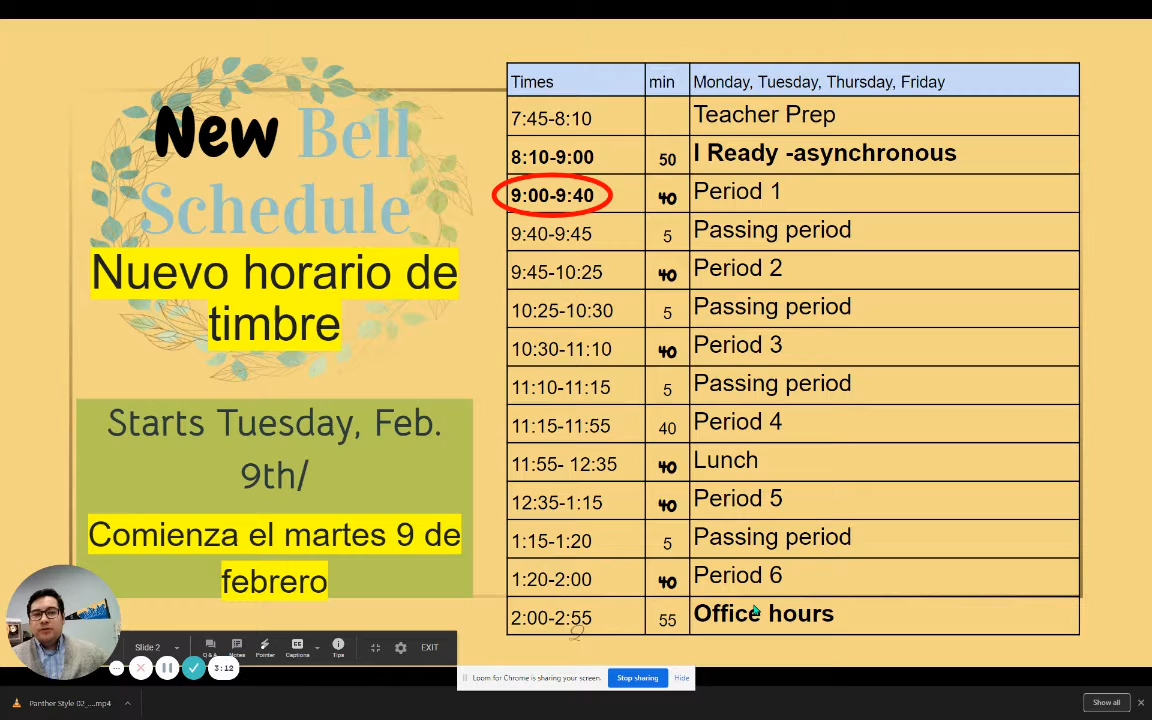 New Bell
Schedule
Nuevo horario de
timbre
Starts Tuesday, Feb.
9th/
Comienza el martes 9 de
febrero
Times min Monday, Tuesday, Thursday, Friday
7:45-8:10 Teacher Prep
8:10-9:00 50 I Ready -asynchronous
9:00-9:40 40 Period 1
9:40-9:45 5 Passing period
9:45-10:25 40 Period 2
10:25-10:30 5 Passing period
10:30-11:10 40 Period 3
11:10-11:15 5 Passing period
11:15-11:55 40 Period 4
11:55- 12:35 40 Lunch
12:35-1:15 40 Period 5
1:15-1:20 5 Passing period
1:20-2:00 40 Period 6
2:00-2:55 55 Office hours
2
Slide 2 Q & A Notes Pointer Captions Tips EXIT
3:12
Loom for Chrome is sharing your screen. Stop sharing Hide
Panther Style 02_....mp4 Show all